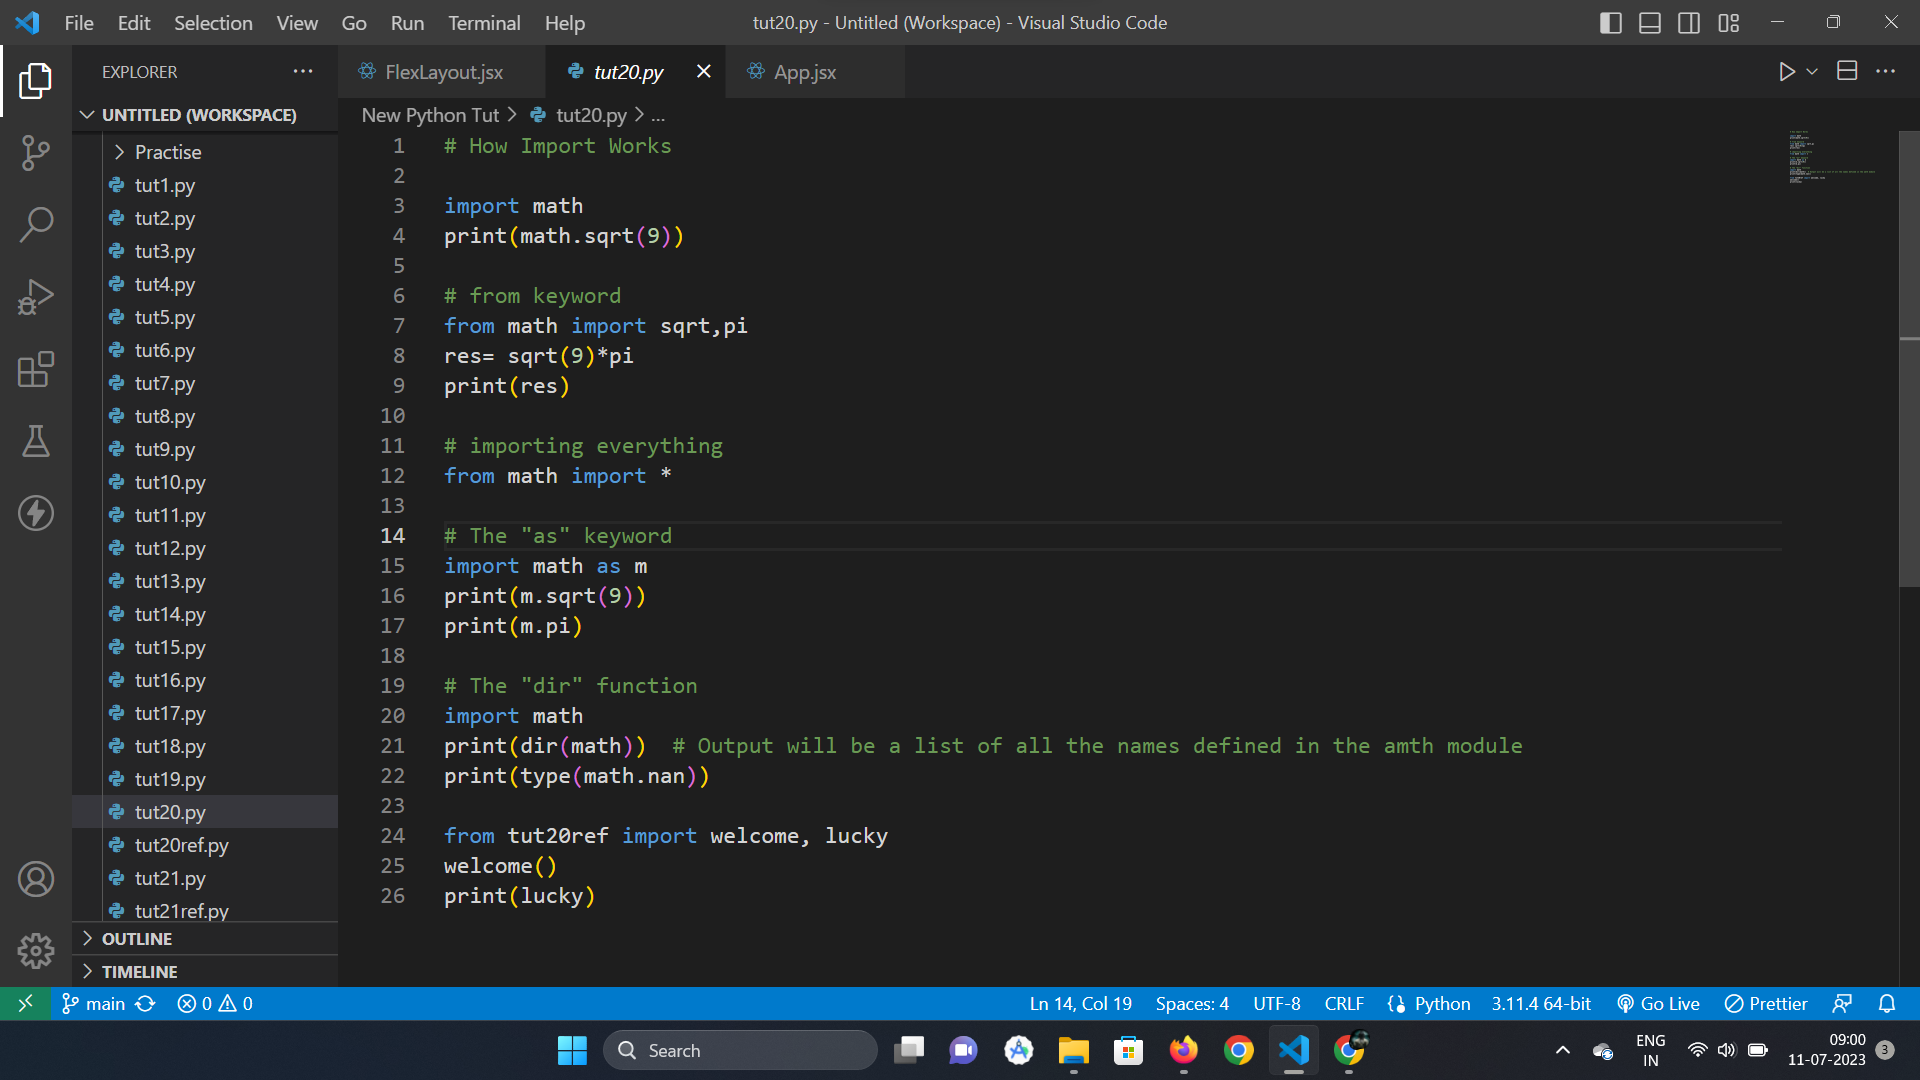 File Edit Selection View Go Run Terminal Help
tut20.py - Untitled (Workspace) - Visual Studio Code
EXPLORER
UNTITLED (WORKSPACE)
Practise
tut1.py
tut2.py
tut3.py
tut4.py
tut5.py
tut6.py
tut7.py
tut8.py
tut9.py
tut10.py
tut11.py
tut12.py
tut13.py
tut14.py
tut15.py
tut16.py
tut17.py
tut18.py
tut19.py
tut20.py
tut20ref.py
tut21.py
tut21ref.py
OUTLINE
TIMELINE
FlexLayout.jsx tut20.py App.jsx
New Python Tut > tut20.py > ...
1 # How Import Works
2
3 import math
4 print(math.sqrt(9))
5
6 # from keyword
7 from math import sqrt,pi
8 res= sqrt(9)*pi
9 print(res)
10
11 # importing everything
12 from math import *
13
14 # The "as" keyword
15 import math as m
16 print(m.sqrt(9))
17 print(m.pi)
18
19 # The "dir" function
20 import math
21 print(dir(math))  # Output will be a list of all the names defined in the amth module
22 print(type(math.nan))
23
24 from tut20ref import welcome, lucky
25 welcome()
26 print(lucky)
main 0 0 Ln 14, Col 19 Spaces: 4 UTF-8 CRLF Python 3.11.4 64-bit Go Live Prettier
Search
ENG
IN
09:00
11-07-2023
3